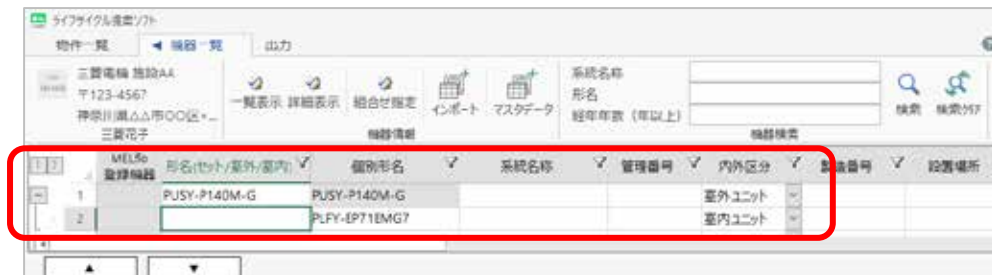 ライフサイクル提案ソフト
物件一覧 ◀ 機器一覧 出力
三菱電機 施設AA
〒123-4567
神奈川県△△市〇〇区×...
三菱花子
一覧表示 詳細表示 組合せ指定 インポート マスタデータ
機器情報
系統名称
形名
経年年数（年以上）
検索 検索クリア
機器検索
1 2 MELSo 登録機器 形名(セット/室外/室内) 個別形名 系統名称 管理番号 内外区分 製造番号 設置場所
1 PUSY-P140M-G PUSY-P140M-G 室外ユニット
2 PLFY-EP71EMG7 室内ユニット
▲ ▼